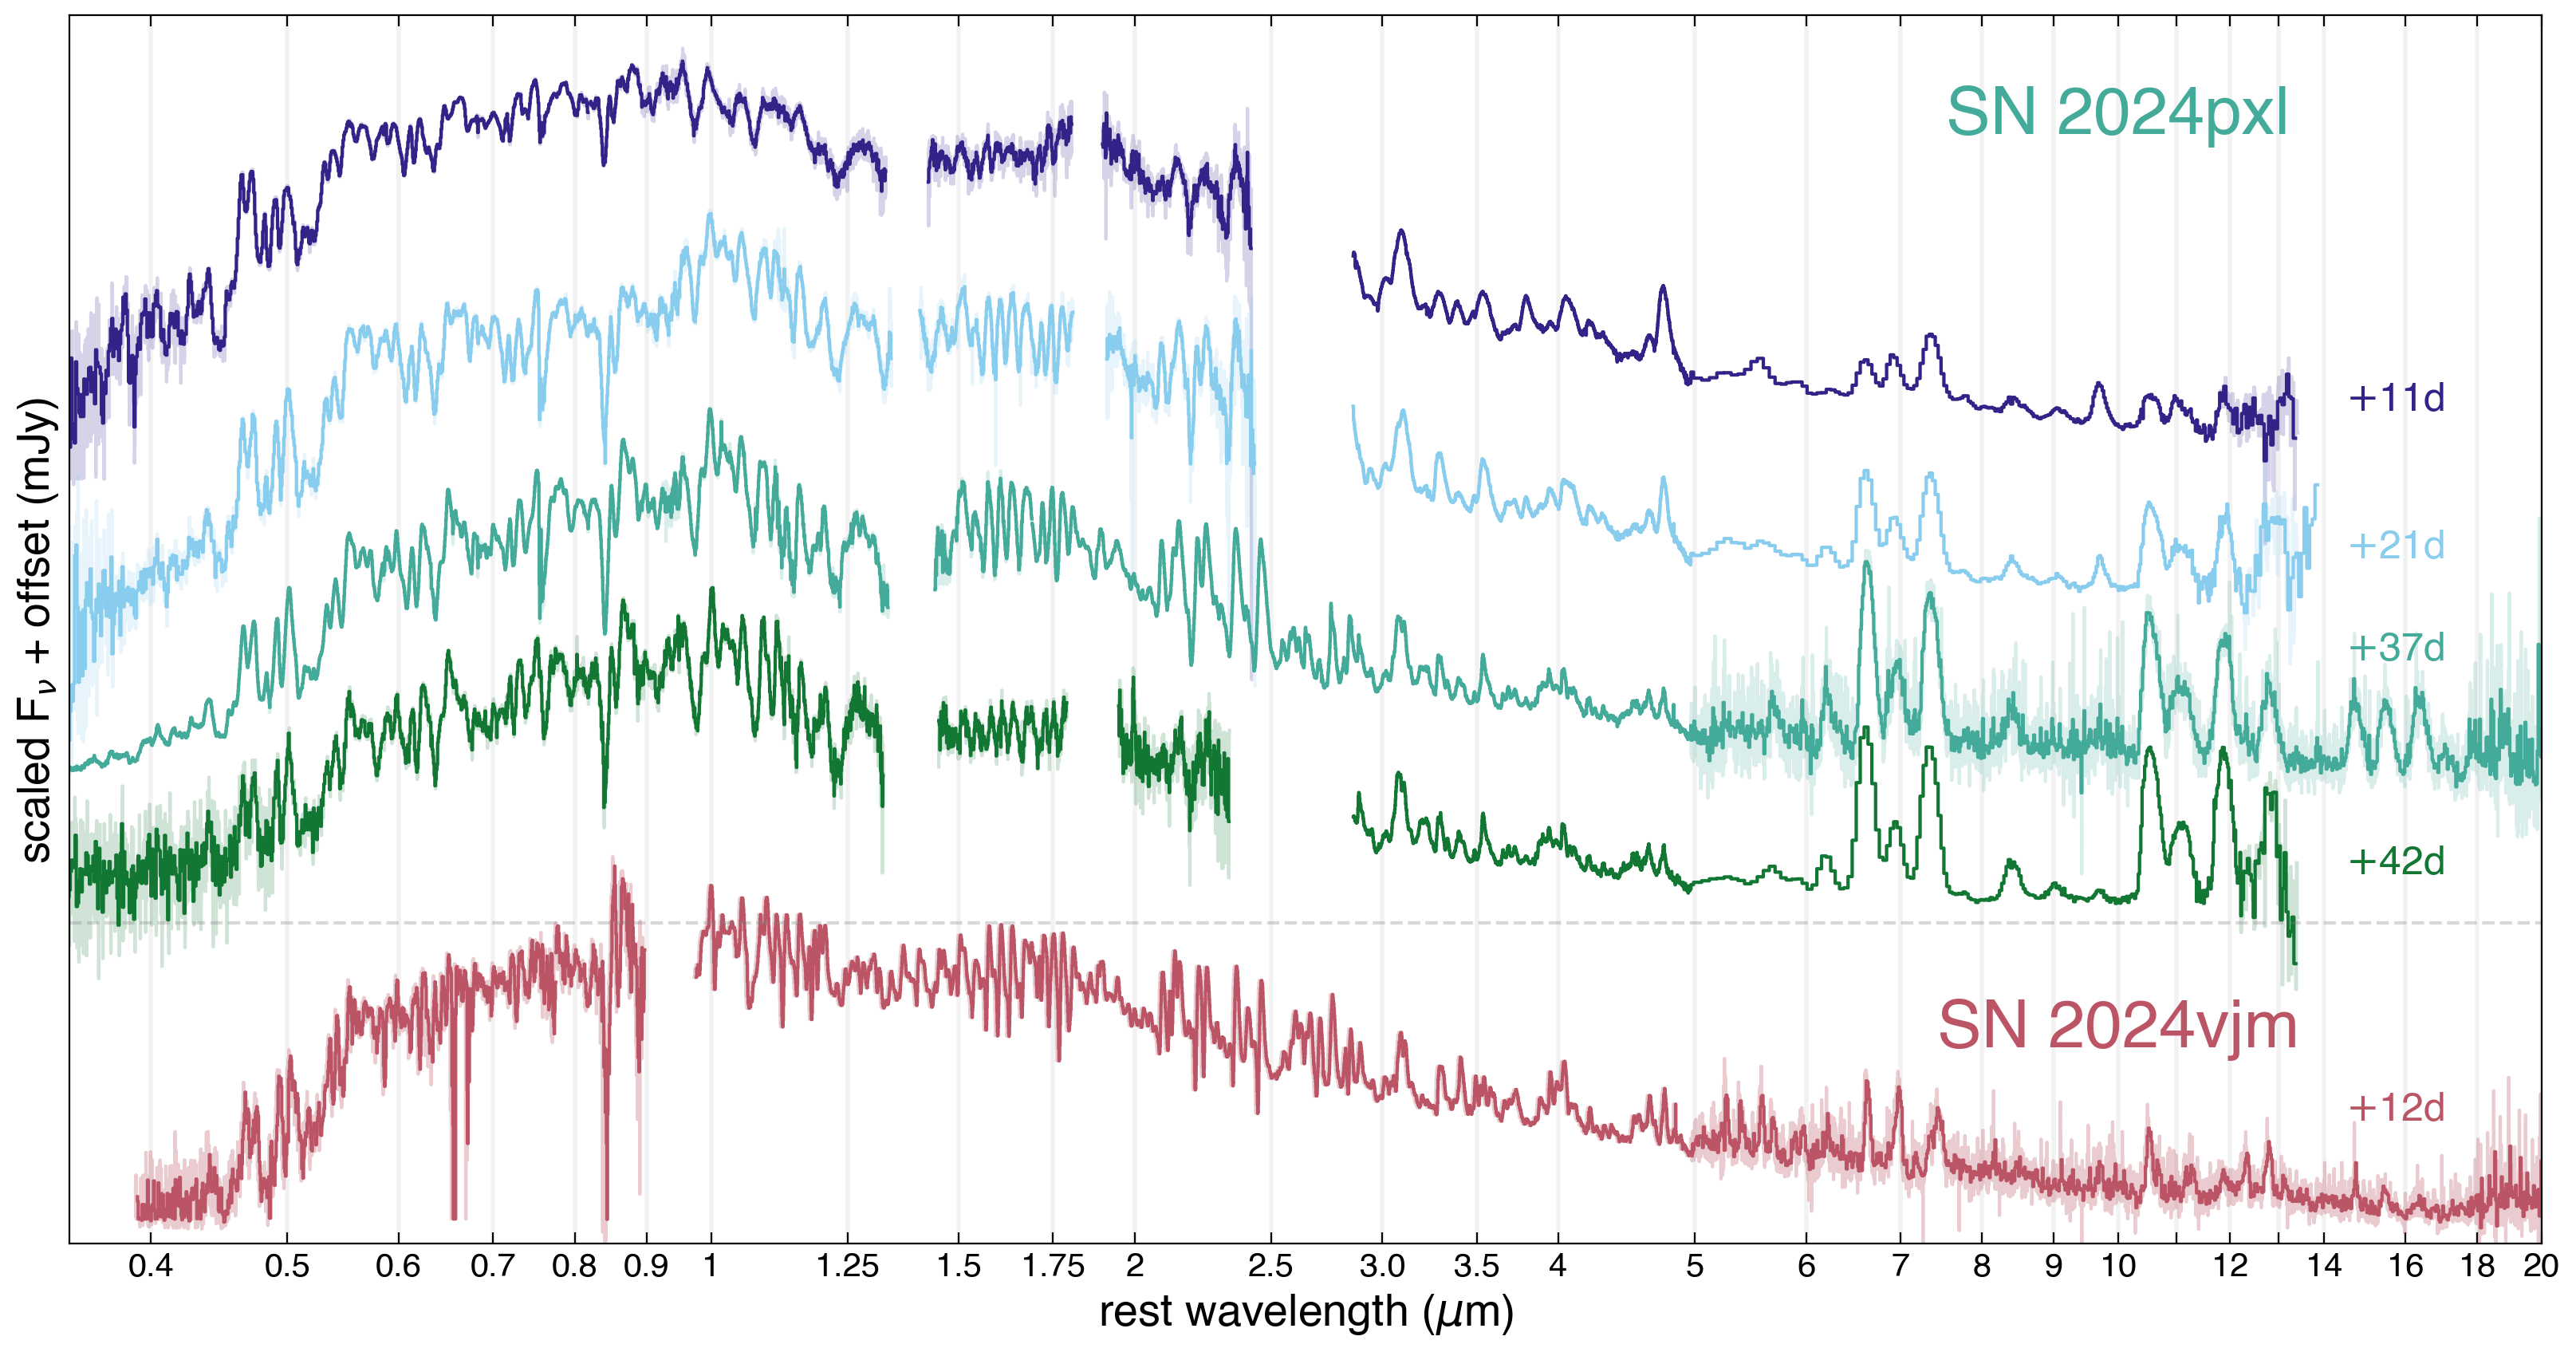 SN 2024pxl
+11d
+21d
+37d
+42d
SN 2024vjm
+12d
scaled Fν + offset (mJy)
0.4 0.5 0.6 0.7 0.8 0.9 1 1.25 1.5 1.75 2 2.5 3.0 3.5 4 5 6 7 8 9 10 12 14 16 18 20
rest wavelength (μm)